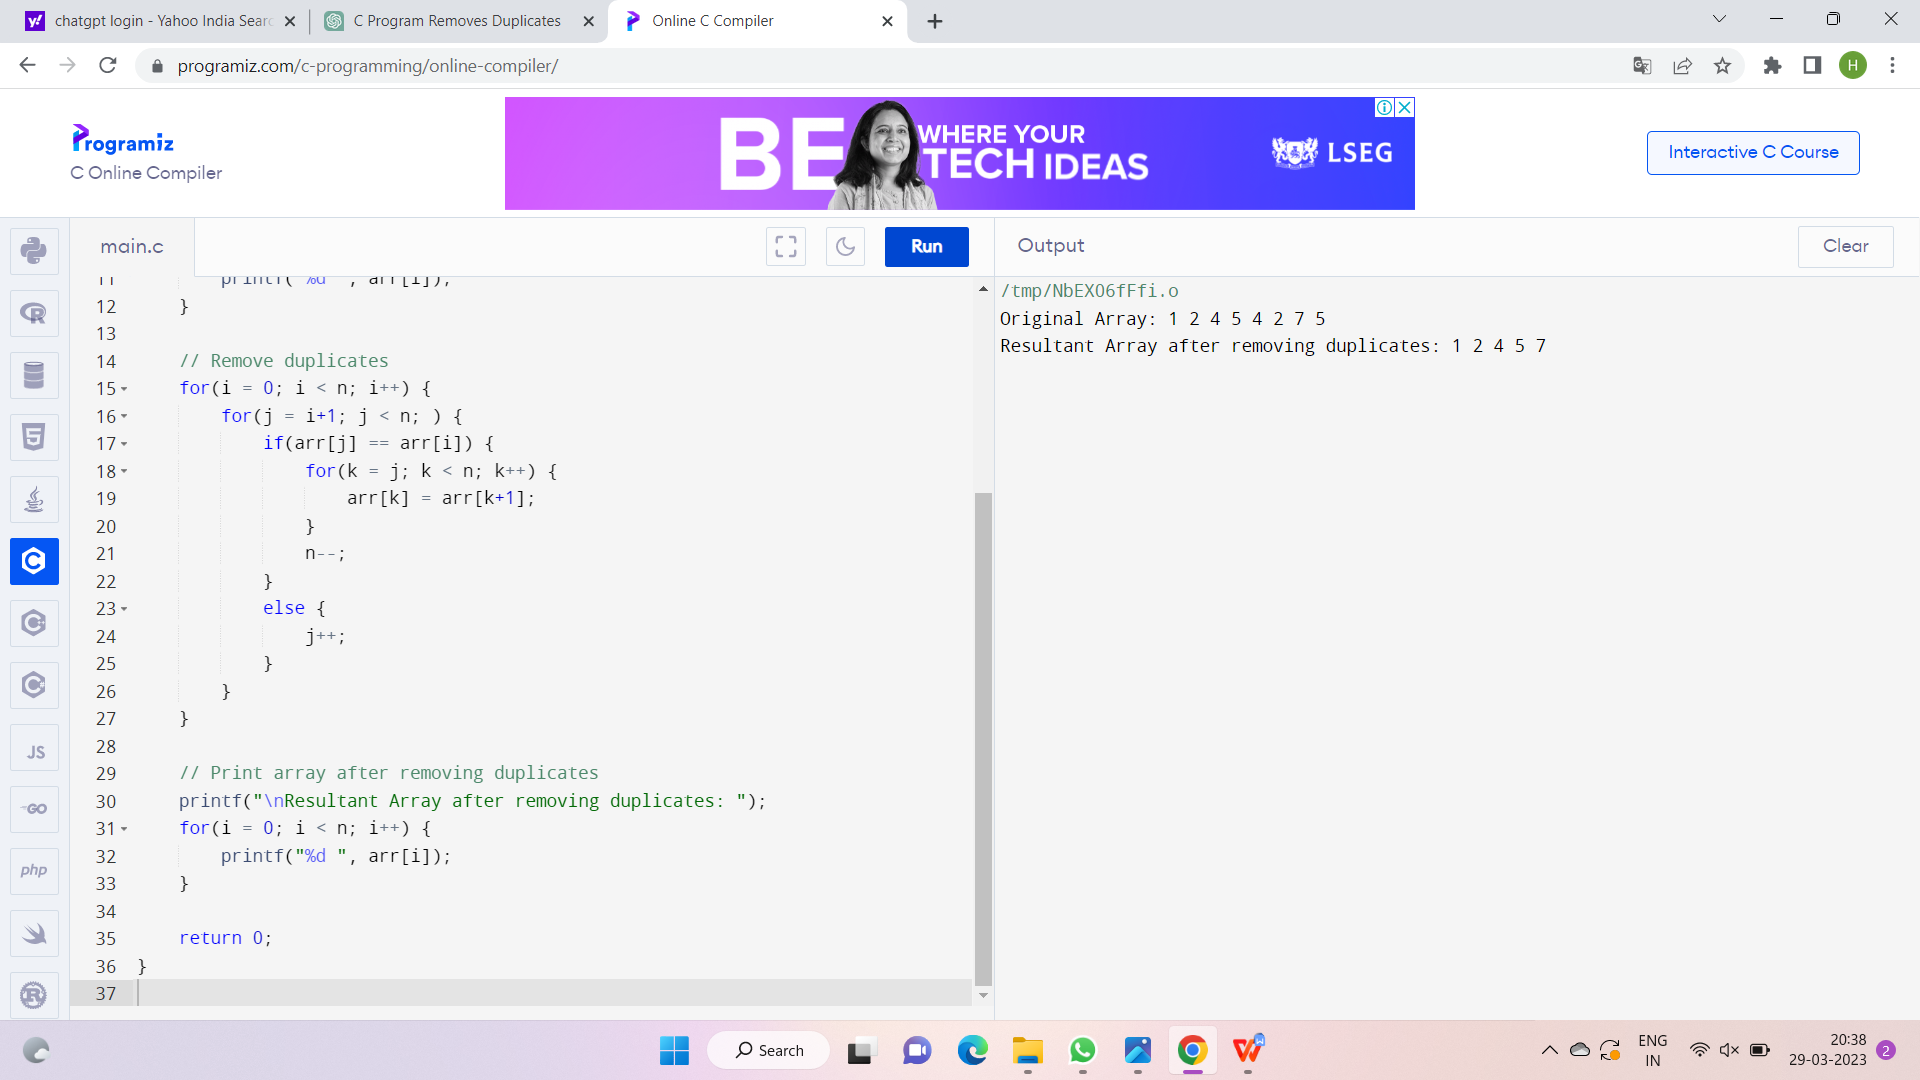 chatgpt login - Yahoo India Sear
C Program Removes Duplicates
Online C Compiler
programiz.com/c-programming/online-compiler/
H
Programiz
C Online Compiler
BE WHERE YOUR
TECH IDEAS
LSEG
Interactive C Course
main.c
Run
Output
Clear
11 printf("%d ", arr[i]);
12 }
13
14 // Remove duplicates
15 for(i = 0; i < n; i++) {
16 for(j = i+1; j < n; ) {
17 if(arr[j] == arr[i]) {
18 for(k = j; k < n; k++) {
19 arr[k] = arr[k+1];
20 }
21 n--;
22 }
23 else {
24 j++;
25 }
26 }
27 }
28
29 // Print array after removing duplicates
30 printf("\nResultant Array after removing duplicates: ");
31 for(i = 0; i < n; i++) {
32 printf("%d ", arr[i]);
33 }
34
35 return 0;
36 }
37
/tmp/NbEXO6fFfi.o
Original Array: 1 2 4 5 4 2 7 5
Resultant Array after removing duplicates: 1 2 4 5 7
JS
GO
php
Search
ENG
IN
20:38
29-03-2023
2